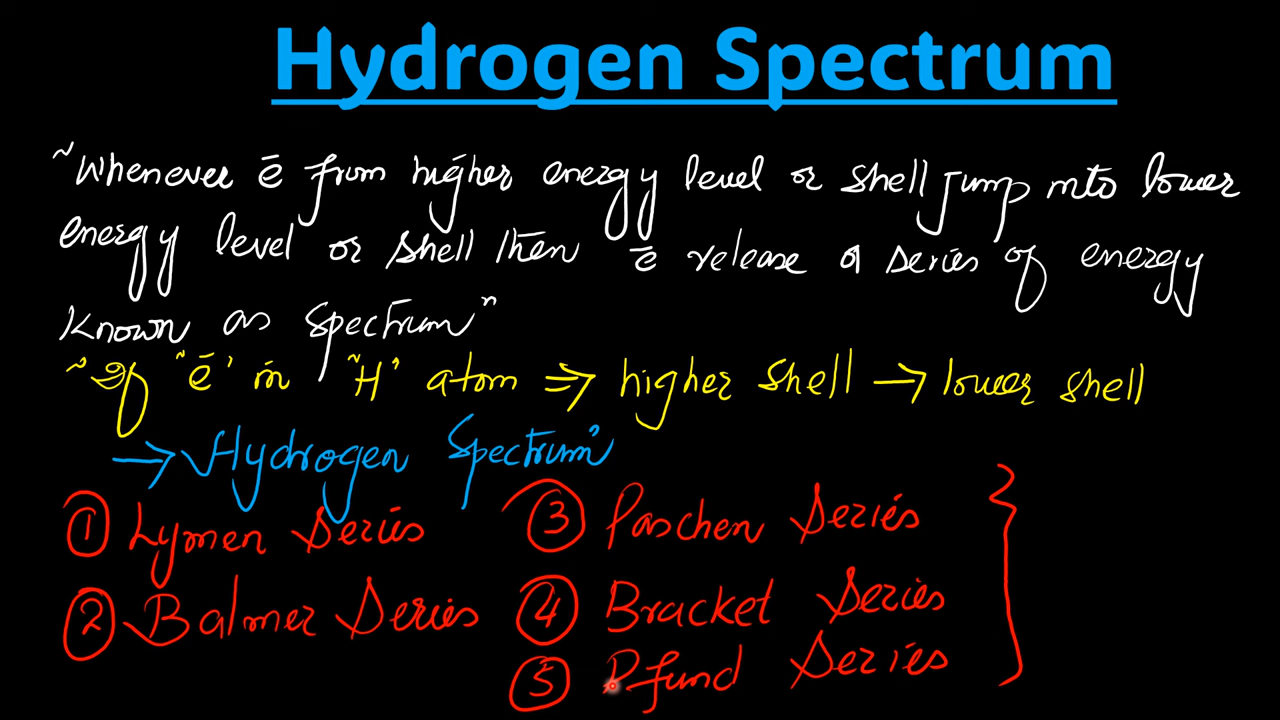 Hydrogen Spectrum
"Whenever ē from higher energy level or shell jump into lower
energy level or shell then ē release a series of energy
known as spectrum"
"If "ē" in "H" atom ⇒ higher shell → lower shell
→ Hydrogen Spectrum"
① Lymen Series ③ Paschen Series
② Balmer Series ④ Bracket Series
⑤ Pfund Series